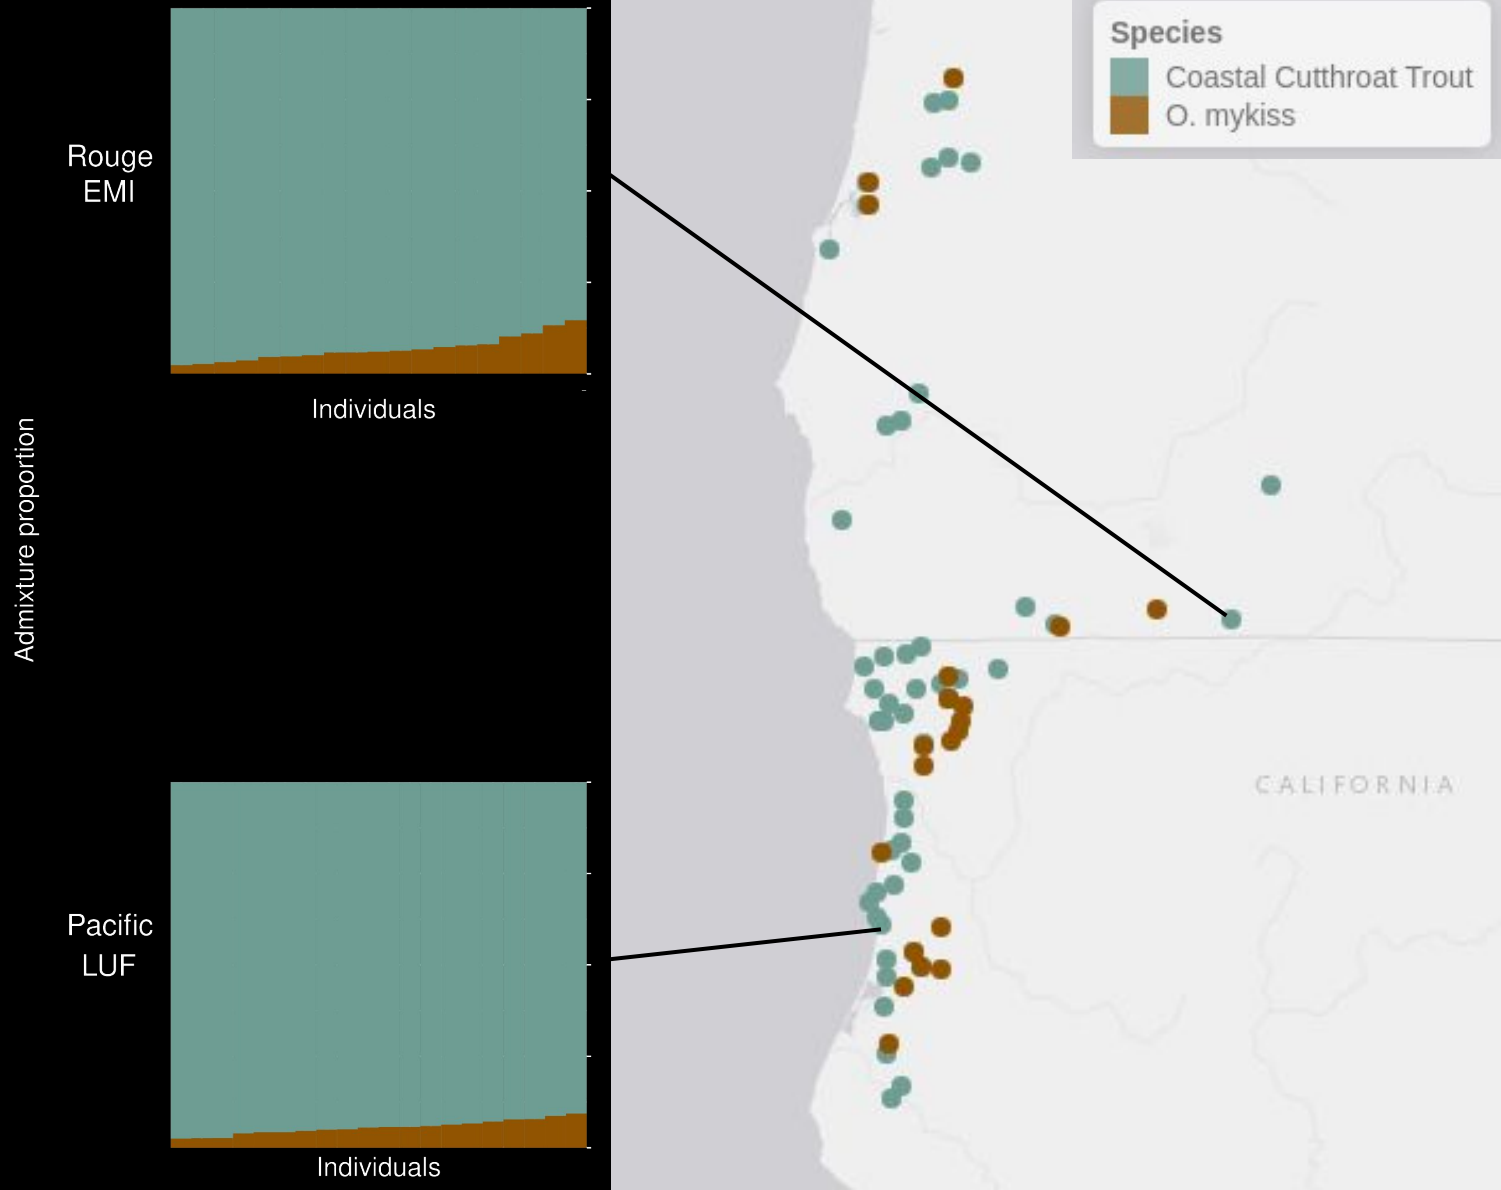 Species
Coastal Cutthroat Trout
O. mykiss
Rouge
EMI
Individuals
Admixture proportion
CALIFORNIA
Pacific
LUF
Individuals